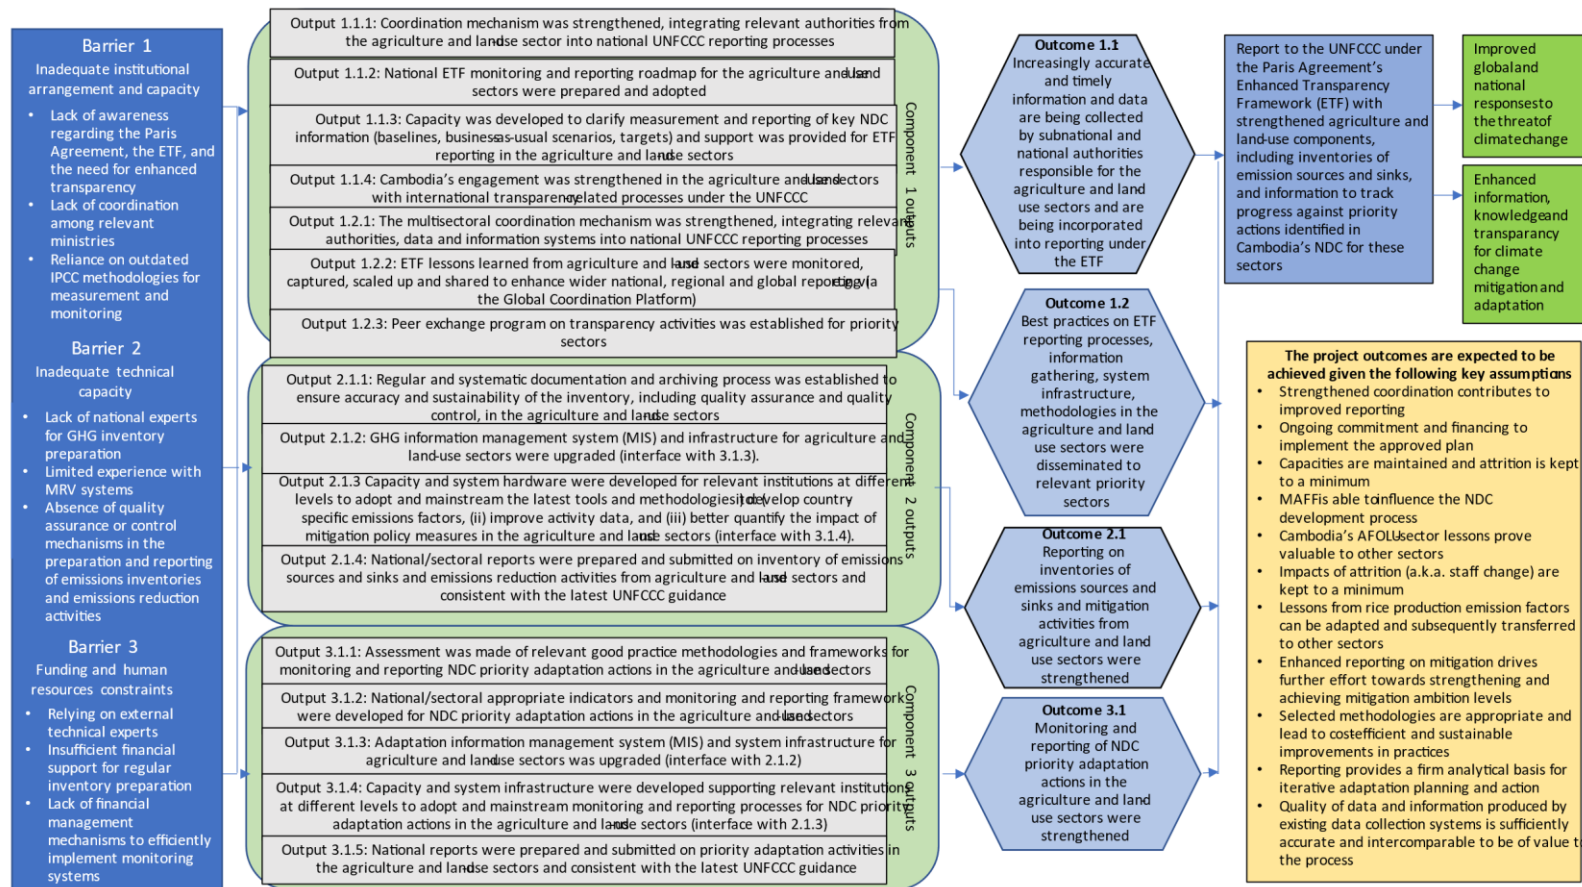 Barrier 1
Inadequate institutional
arrangement and capacity
• Lack of awareness
regarding the Paris
Agreement, the ETF, and
the need for enhanced
transparency
• Lack of coordination
among relevant
ministries
• Reliance on outdated
IPCC methodologies for
measurement and
monitoring
Barrier 2
Inadequate technical
capacity
• Lack of national experts
for GHG inventory
preparation
• Limited experience with
MRV systems
• Absence of quality
assurance or control
mechanisms in the
preparation and reporting
of emissions inventories
and emissions reduction
activities
Barrier 3
Funding and human
resources constraints
• Relying on external
technical experts
• Insufficient financial
support for regular
inventory preparation
• Lack of financial
management
mechanisms to efficiently
implement monitoring
systems
Output 1.1.1: Coordination mechanism was strengthened, integrating relevant authorities from
the agriculture and land-use sector into national UNFCCC reporting processes
Output 1.1.2: National ETF monitoring and reporting roadmap for the agriculture and land-use
sectors were prepared and adopted
Output 1.1.3: Capacity was developed to clarify measurement and reporting of key NDC
information (baselines, business-as-usual scenarios, targets) and support was provided for ETF
reporting in the agriculture and land-use sectors
Output 1.1.4: Cambodia's engagement was strengthened in the agriculture and land-use sectors
with international transparency-related processes under the UNFCCC
Output 1.2.1: The multisectoral coordination mechanism was strengthened, integrating relevant
authorities, data and information systems into national UNFCCC reporting processes
Output 1.2.2: ETF lessons learned from agriculture and land-use sectors were monitored,
captured, scaled up and shared to enhance wider national, regional and global reporting (e.g. via
the Global Coordination Platform)
Output 1.2.3: Peer exchange program on transparency activities was established for priority
sectors
Component 1 outputs
Output 2.1.1: Regular and systematic documentation and archiving process was established to
ensure accuracy and sustainability of the inventory, including quality assurance and quality
control, in the agriculture and land-use sectors
Output 2.1.2: GHG information management system (MIS) and infrastructure for agriculture and
land-use sectors were upgraded (interface with 3.1.3).
Output 2.1.3 Capacity and system hardware were developed for relevant institutions at different
levels to adopt and mainstream the latest tools and methodologies to (i) develop country-
specific emissions factors, (ii) improve activity data, and (iii) better quantify the impact of
mitigation policy measures in the agriculture and land-use sectors (interface with 3.1.4).
Output 2.1.4: National/sectoral reports were prepared and submitted on inventory of emissions
sources and sinks and emissions reduction activities from agriculture and land-use sectors and
consistent with the latest UNFCCC guidance
Component 2 outputs
Output 3.1.1: Assessment was made of relevant good practice methodologies and frameworks for
monitoring and reporting NDC priority adaptation actions in the agriculture and land-use sectors
Output 3.1.2: National/sectoral appropriate indicators and monitoring and reporting frameworks
were developed for NDC priority adaptation actions in the agriculture and land-use sectors
Output 3.1.3: Adaptation information management system (MIS) and system infrastructure for
agriculture and land-use sectors was upgraded (interface with 2.1.2)
Output 3.1.4: Capacity and system infrastructure were developed supporting relevant institutions
at different levels to adopt and mainstream monitoring and reporting processes for NDC priority
adaptation actions in the agriculture and land-use sectors (interface with 2.1.3)
Output 3.1.5: National reports were prepared and submitted on priority adaptation activities in
the agriculture and land-use sectors and consistent with the latest UNFCCC guidance
Component 3 outputs
Outcome 1.1:
Increasingly accurate
and timely
information and data
are being collected
by subnational and
national authorities
responsible for the
agriculture and land-
use sectors and are
being incorporated
into reporting under
the ETF
Outcome 1.2
Best practices on ETF
reporting processes,
information
gathering, system
infrastructure,
methodologies in the
agriculture and land
use sectors were
disseminated to
relevant priority
sectors
Outcome 2.1
Reporting on
inventories of
emissions sources and
sinks and mitigation
activities from
agriculture and land
use sectors were
strengthened
Outcome 3.1
Monitoring and
reporting of NDC
priority adaptation
actions in the
agriculture and land-
use sectors were
strengthened
Report to the UNFCCC under
the Paris Agreement's
Enhanced Transparency
Framework (ETF) with
strengthened agriculture and
land-use components,
including inventories of
emission sources and sinks,
and information to track
progress against priority
actions identified in
Cambodia's NDC for these
sectors
Improved
global and
national
responses to
the threat of
climate change
Enhanced
information,
knowledge and
transparancy
for climate
change
mitigation and
adaptation
The project outcomes are expected to be
achieved given the following key assumptions
• Strengthened coordination contributes to
improved reporting
• Ongoing commitment and financing to
implement the approved plan
• Capacities are maintained and attrition is kept
to a minimum
• MAFF is able to influence the NDC
development process
• Cambodia's AFOLU-sector lessons prove
valuable to other sectors
• Impacts of attrition (a.k.a. staff change) are
kept to a minimum
• Lessons from rice production emission factors
can be adapted and subsequently transferred
to other sectors
• Enhanced reporting on mitigation drives
further effort towards strengthening and
achieving mitigation ambition levels
• Selected methodologies are appropriate and
lead to cost-efficient and sustainable
improvements in practices
• Reporting provides a firm analytical basis for
iterative adaptation planning and action
• Quality of data and information produced by
existing data collection systems is sufficiently
accurate and intercomparable to be of value to
the process